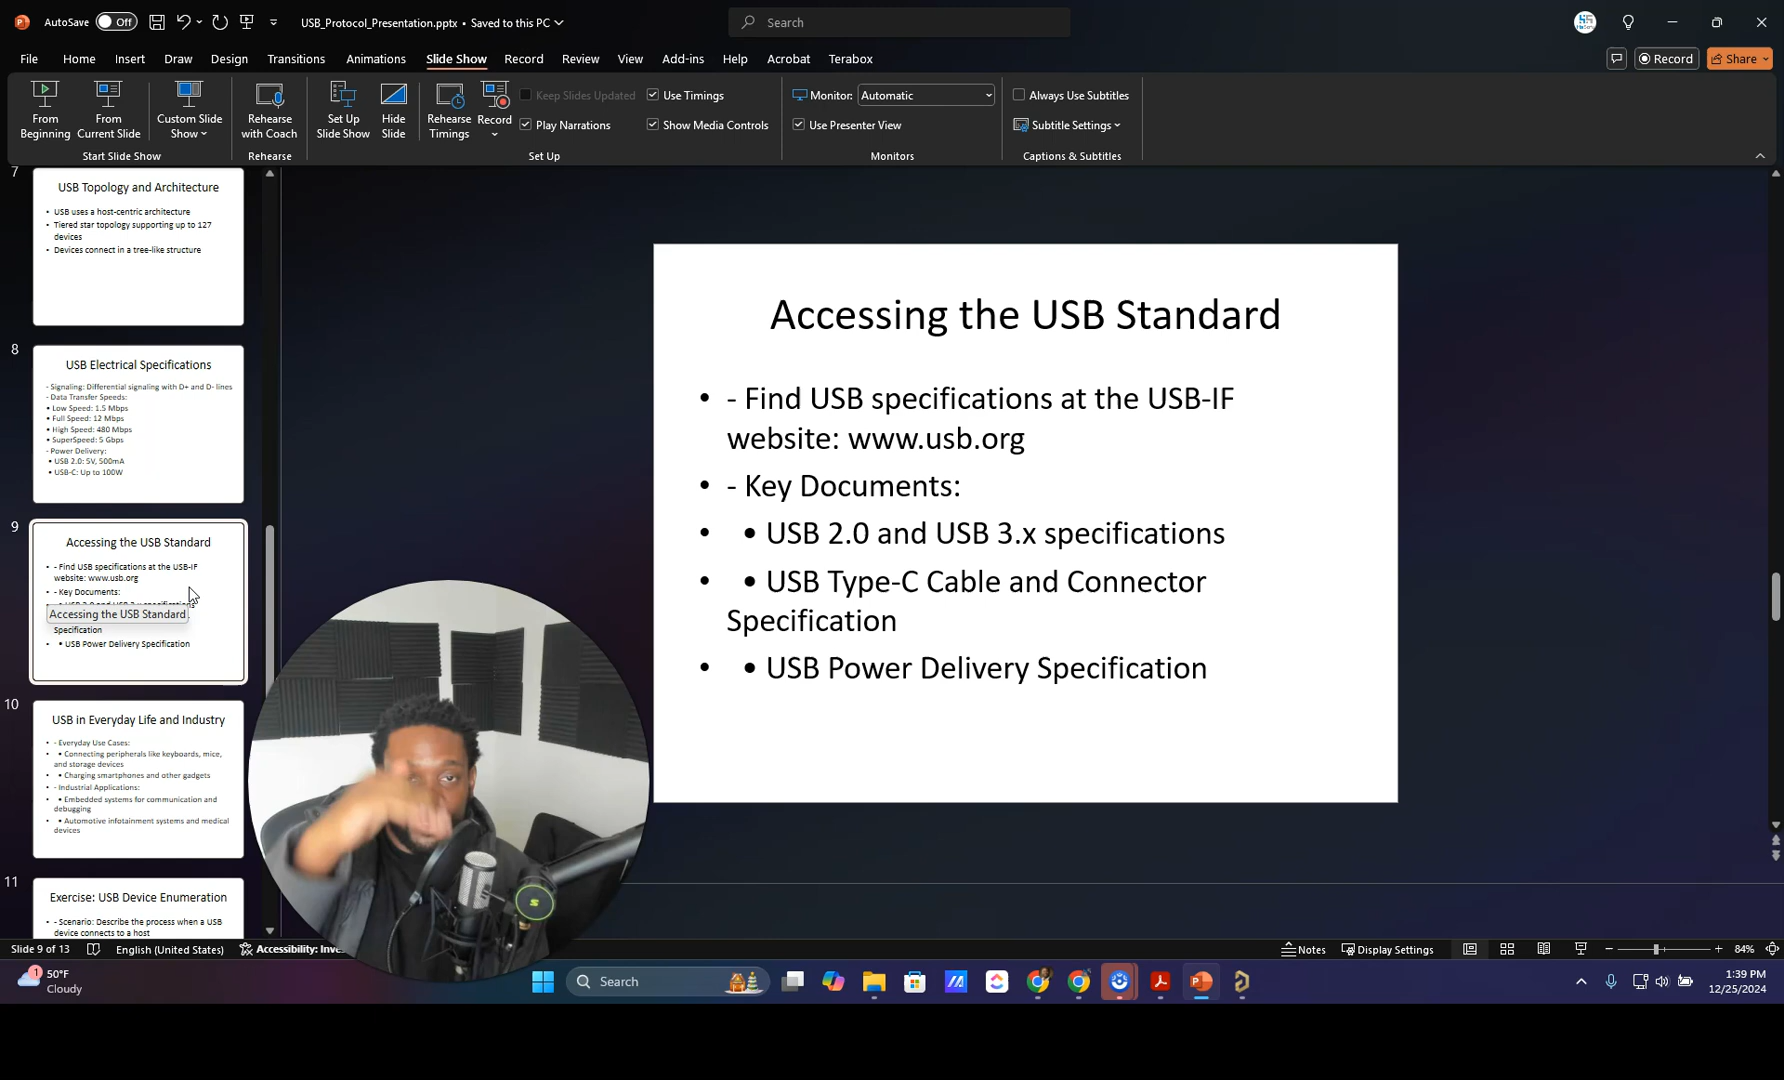 AutoSave Off USB_Protocol_Presentation.pptx • Saved to this PC Search
File Home Insert Draw Design Transitions Animations Slide Show Record Review View Add-ins Help Acrobat Terabox Record Share
From Beginning
From Current Slide
Custom Slide Show
Rehearse with Coach
Set Up Slide Show
Hide Slide
Rehearse Timings
Record
Keep Slides Updated
Play Narrations
Use Timings
Show Media Controls
Monitor: Automatic
Use Presenter View
Always Use Subtitles
Subtitle Settings
Start Slide Show Rehearse Set Up Monitors Captions & Subtitles
7
USB Topology and Architecture
• USB uses a host-centric architecture
• Tiered star topology supporting up to 127
devices
• Devices connect in a tree-like structure
8
USB Electrical Specifications
- Signaling: Differential signaling with D+ and D- lines
- Data Transfer Speeds:
• Low Speed: 1.5 Mbps
• Full Speed: 12 Mbps
• High Speed: 480 Mbps
• SuperSpeed: 5 Gbps
- Power Delivery:
• USB 2.0: 5V, 500mA
• USB-C: Up to 100W
9
Accessing the USB Standard
• - Find USB specifications at the USB-IF
website: www.usb.org
• - Key Documents:
Accessing the USB Standard
Specification
• • USB Power Delivery Specification
10
USB in Everyday Life and Industry
• - Everyday Use Cases:
• • Connecting peripherals like keyboards, mice,
and storage devices
• • Charging smartphones and other gadgets
• - Industrial Applications:
• • Embedded systems for communication and
debugging
• • Automotive infotainment systems and medical
devices
11
Exercise: USB Device Enumeration
• - Scenario: Describe the process when a USB
device connects to a host
Accessing the USB Standard
• - Find USB specifications at the USB-IF
website: www.usb.org
• - Key Documents:
• • USB 2.0 and USB 3.x specifications
• • USB Type-C Cable and Connector
Specification
• • USB Power Delivery Specification
Slide 9 of 13 English (United States) Accessibility: Inve Notes Display Settings 84%
1
50°F
Cloudy
Search
1:39 PM
12/25/2024